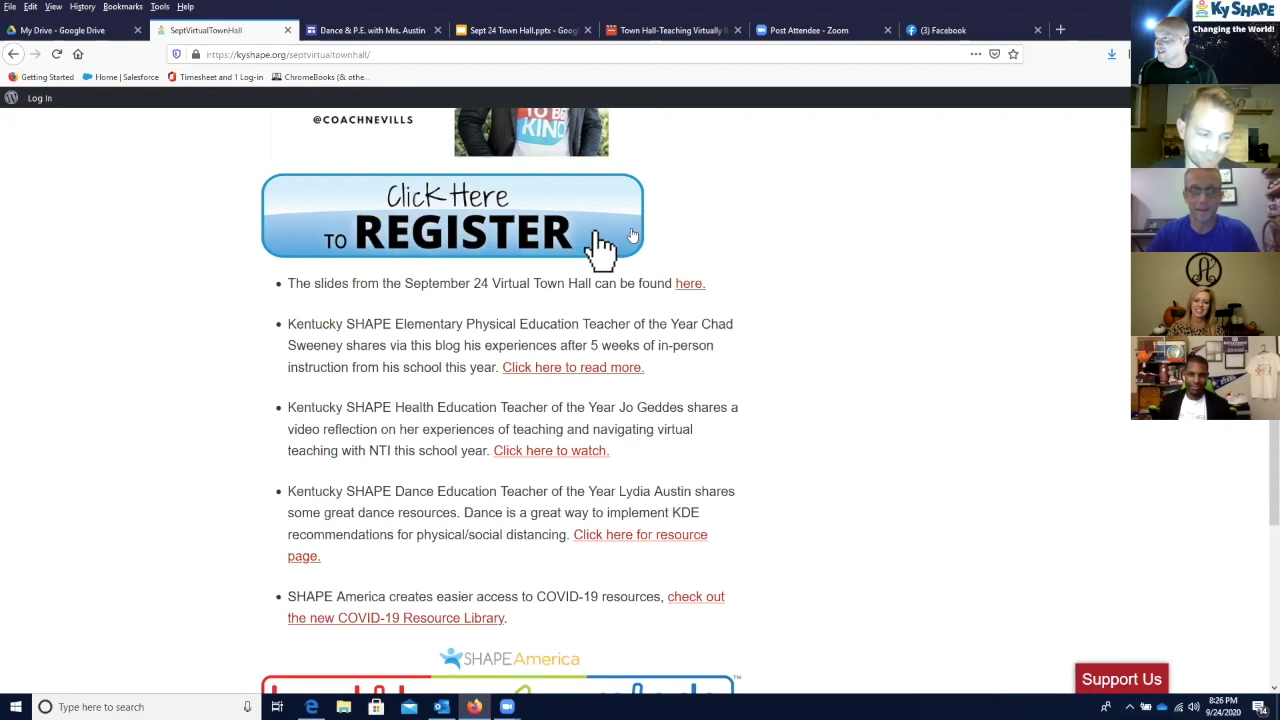 File Edit View History Bookmarks Tools Help
My Drive - Google Drive
SeptVirtualTownHall
Dance & P.E. with Mrs. Austin
Sept 24 Town Hall.pptx - Goog
Town Hall-Teaching Virtually 9
Post Attendee - Zoom
(3) Facebook
https://kyshape.org/septvirtualtownhall/
Getting Started
Home | Salesforce
Timesheet and 1-Log-in
ChromeBooks (& othe...
Log In
Ky SHAPE
Changing the World!
@COACHNEVILLS
TO BE
KIND
Click Here
TO REGISTER
The slides from the September 24 Virtual Town Hall can be found here.
Kentucky SHAPE Elementary Physical Education Teacher of the Year Chad
Sweeney shares via this blog his experiences after 5 weeks of in-person
instruction from his school this year. Click here to read more.
Kentucky SHAPE Health Education Teacher of the Year Jo Geddes shares a
video reflection on her experiences of teaching and navigating virtual
teaching with NTI this school year. Click here to watch.
Kentucky SHAPE Dance Education Teacher of the Year Lydia Austin shares
some great dance resources. Dance is a great way to implement KDE
recommendations for physical/social distancing. Click here for resource
page.
SHAPE America creates easier access to COVID-19 resources, check out
the new COVID-19 Resource Library.
SHAPEAmerica
TM
Support Us
Type here to search
8:26 PM
9/24/2020
14